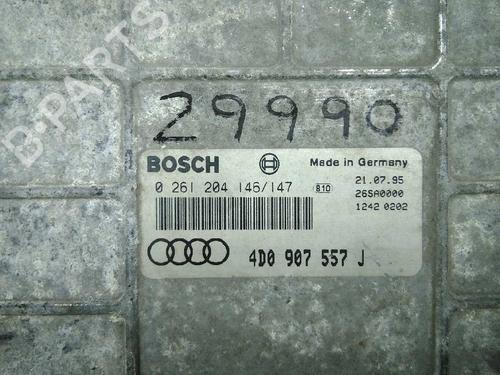 B-PARTS
29990
BOSCH Made in Germany
0 261 204 146/147 B10 21.07.95
26SA0000
1242 0202
4D0 907 557 J